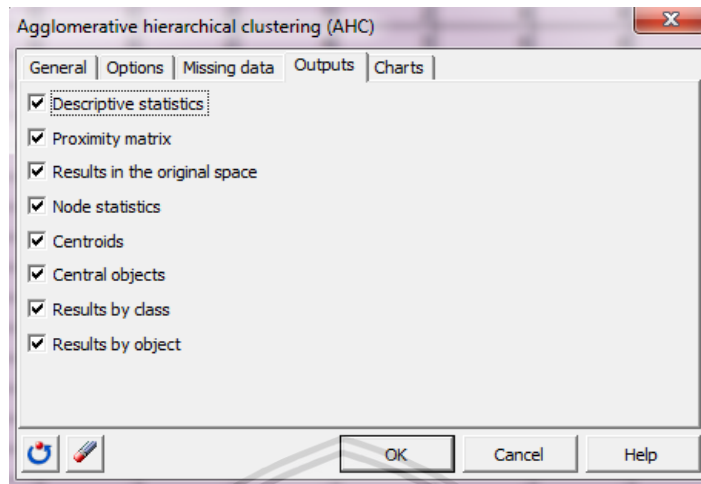 Agglomerative hierarchical clustering (AHC)
General Options Missing data Outputs Charts
Descriptive statistics
Proximity matrix
Results in the original space
Node statistics
Centroids
Central objects
Results by class
Results by object
OK Cancel Help